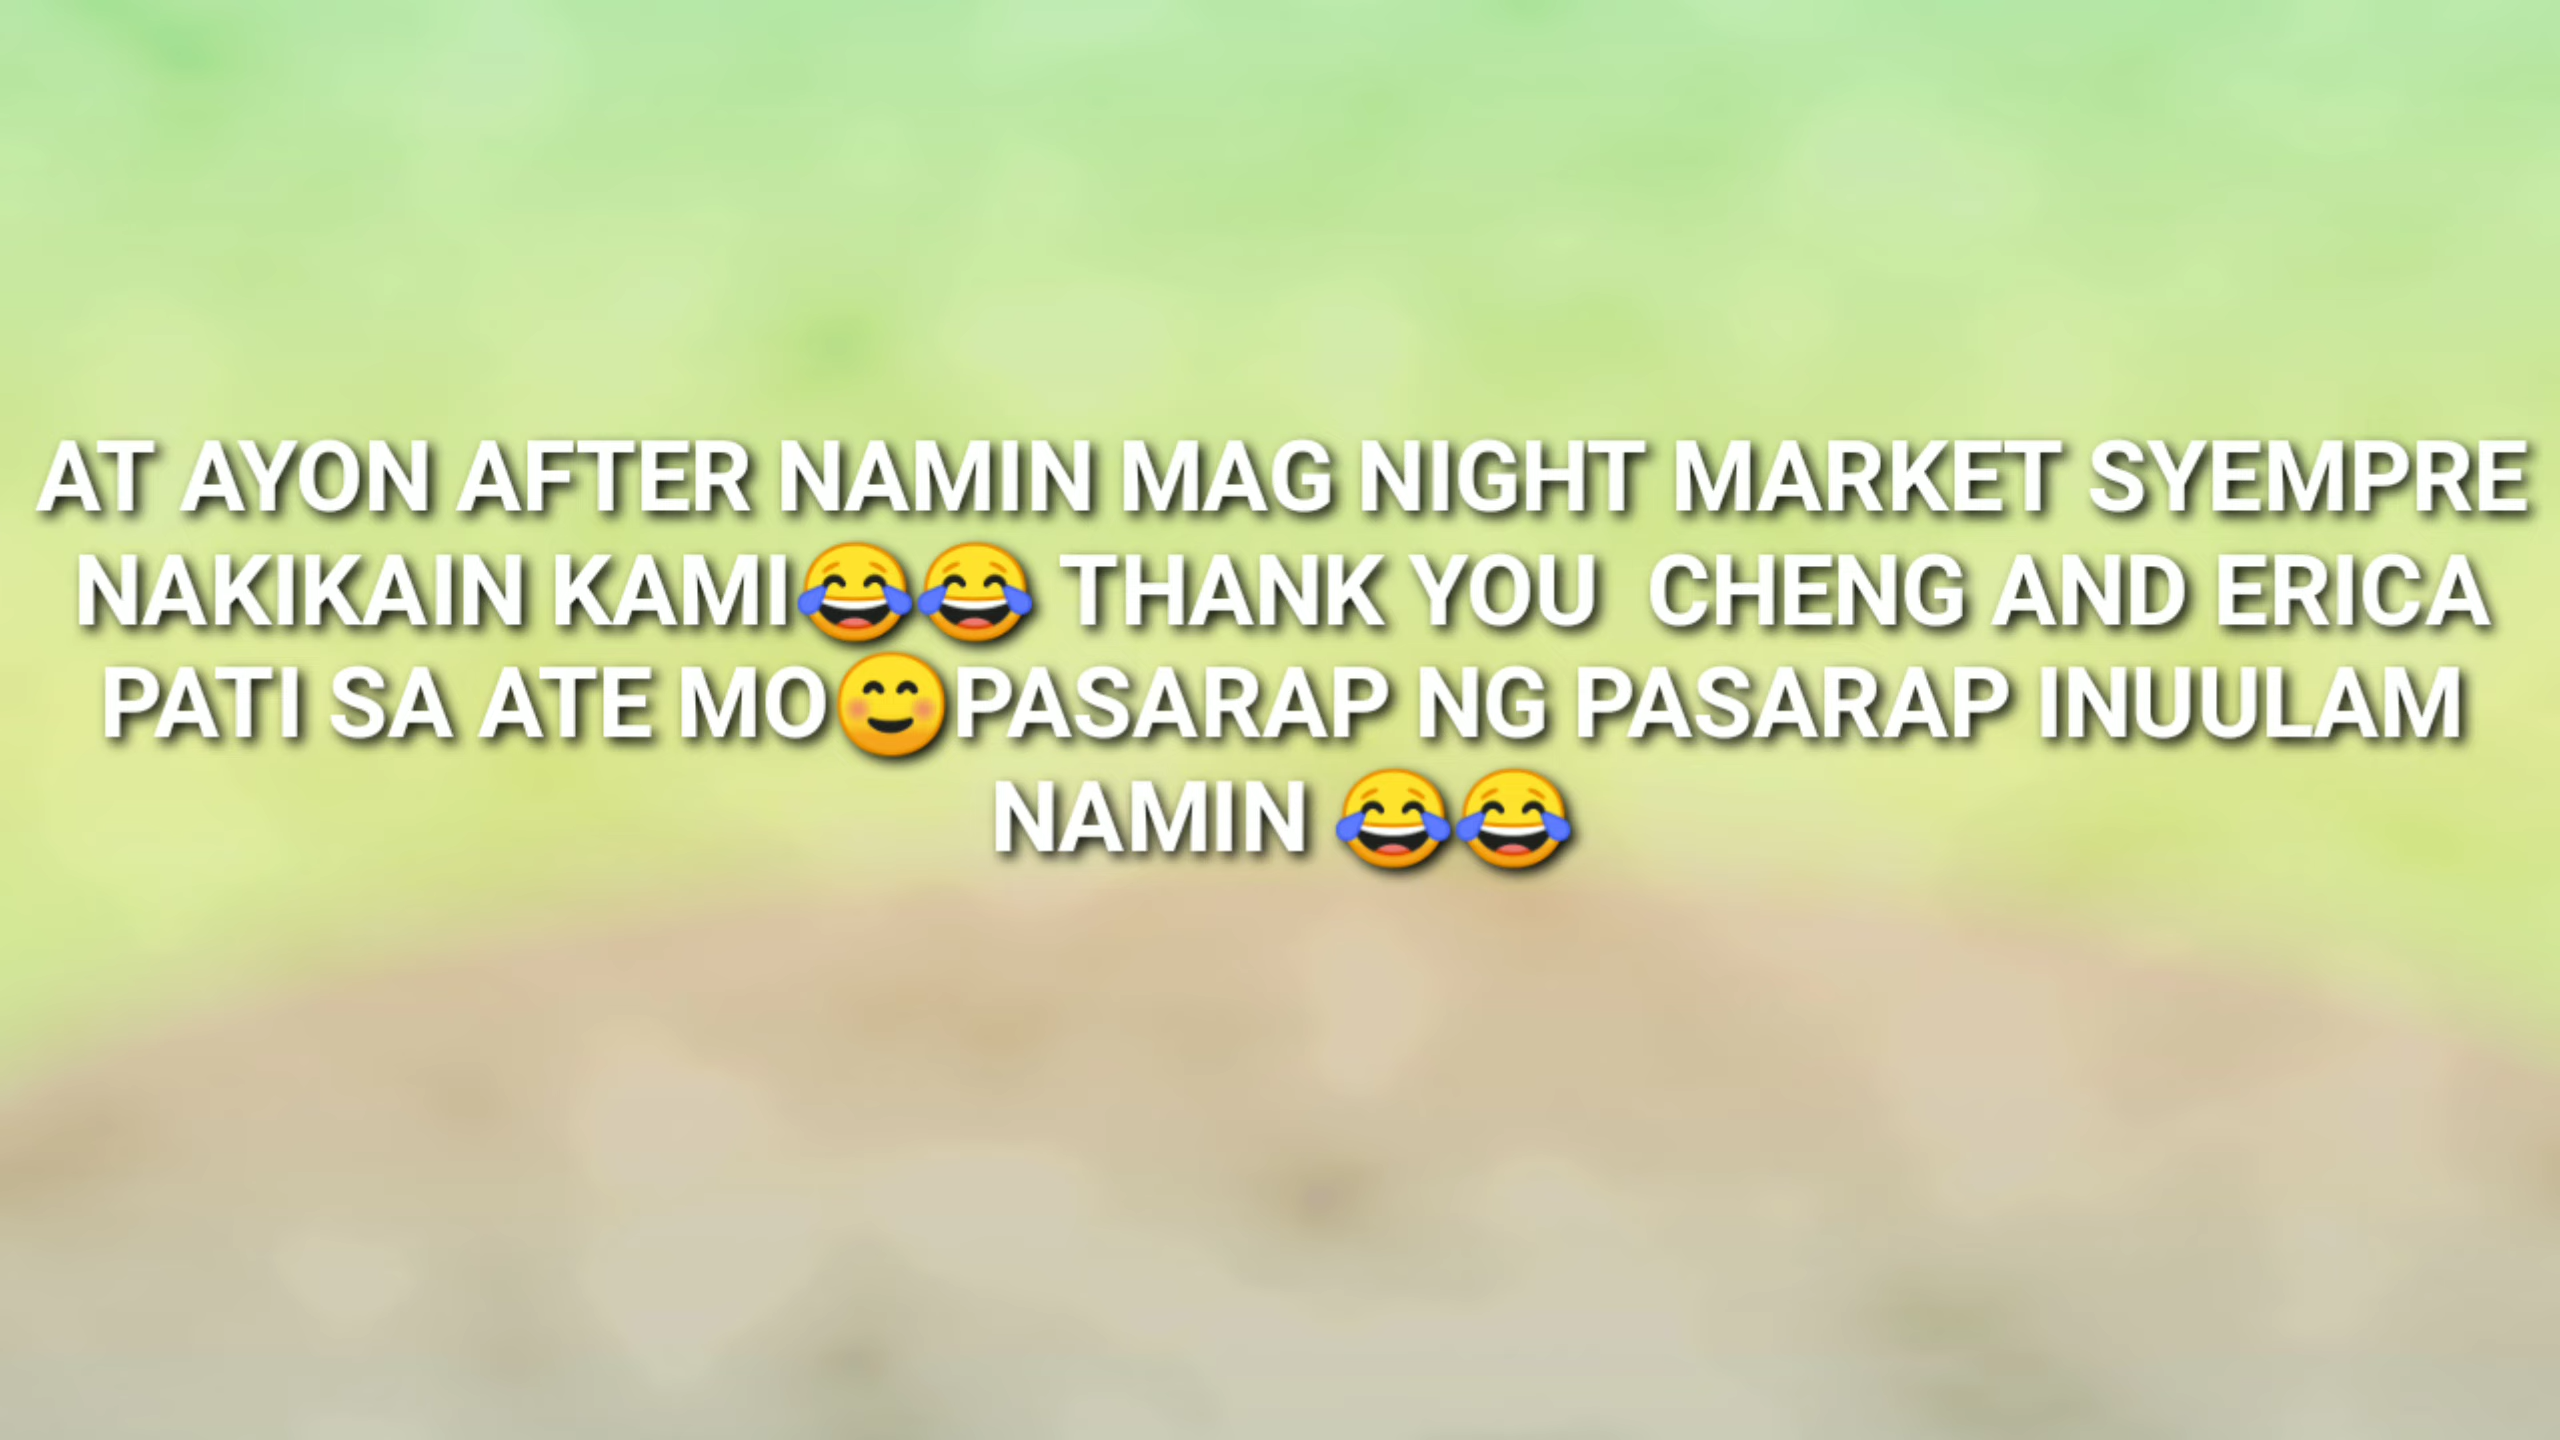 AT AYON AFTER NAMIN MAG NIGHT MARKET SYEMPRE
NAKIKAIN KAMI😂😂 THANK YOU  CHENG AND ERICA
PATI SA ATE MO😊PASARAP NG PASARAP INUULAM
NAMIN 😂😂